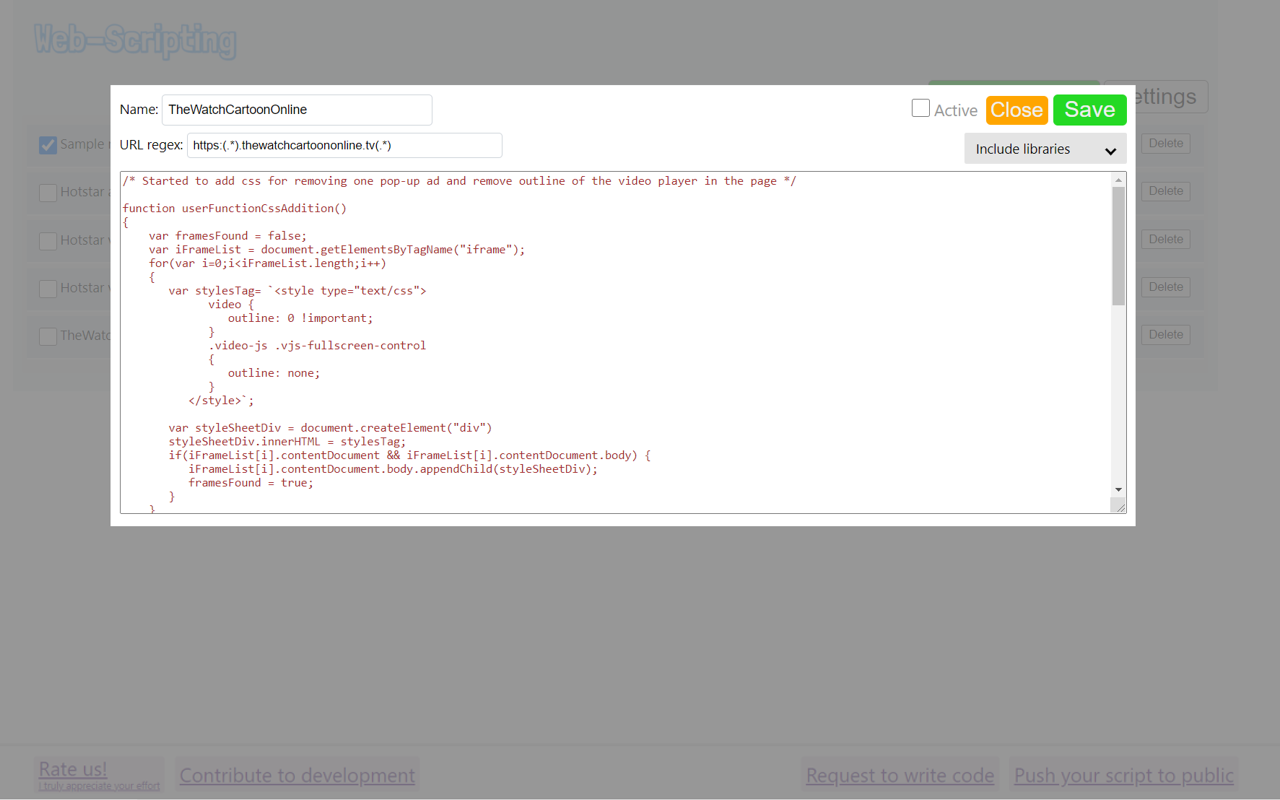 Web-Scripting
ettings
Name: TheWatchCartoonOnline
Active Close Save
URL regex: https:(.*).thewatchcartoononline.tv(.*)
Include libraries
/* Started to add css for removing one pop-up ad and remove outline of the video player in the page */
function userFunctionCssAddition()
{
var framesFound = false;
var iFrameList = document.getElementsByTagName("iframe");
for(var i=0;i<iFrameList.length;i++)
{
var stylesTag= `<style type="text/css">
video {
outline: 0 !important;
}
.video-js .vjs-fullscreen-control
{
outline: none;
}
</style>`;
var styleSheetDiv = document.createElement("div")
styleSheetDiv.innerHTML = stylesTag;
if(iFrameList[i].contentDocument && iFrameList[i].contentDocument.body) {
iFrameList[i].contentDocument.body.appendChild(styleSheetDiv);
framesFound = true;
}
}
Sample
Delete
Hotstar
Delete
Hotstar
Delete
Hotstar
Delete
TheWatc
Delete
Rate us!
I truly appreciate your effort
Contribute to development
Request to write code
Push your script to public